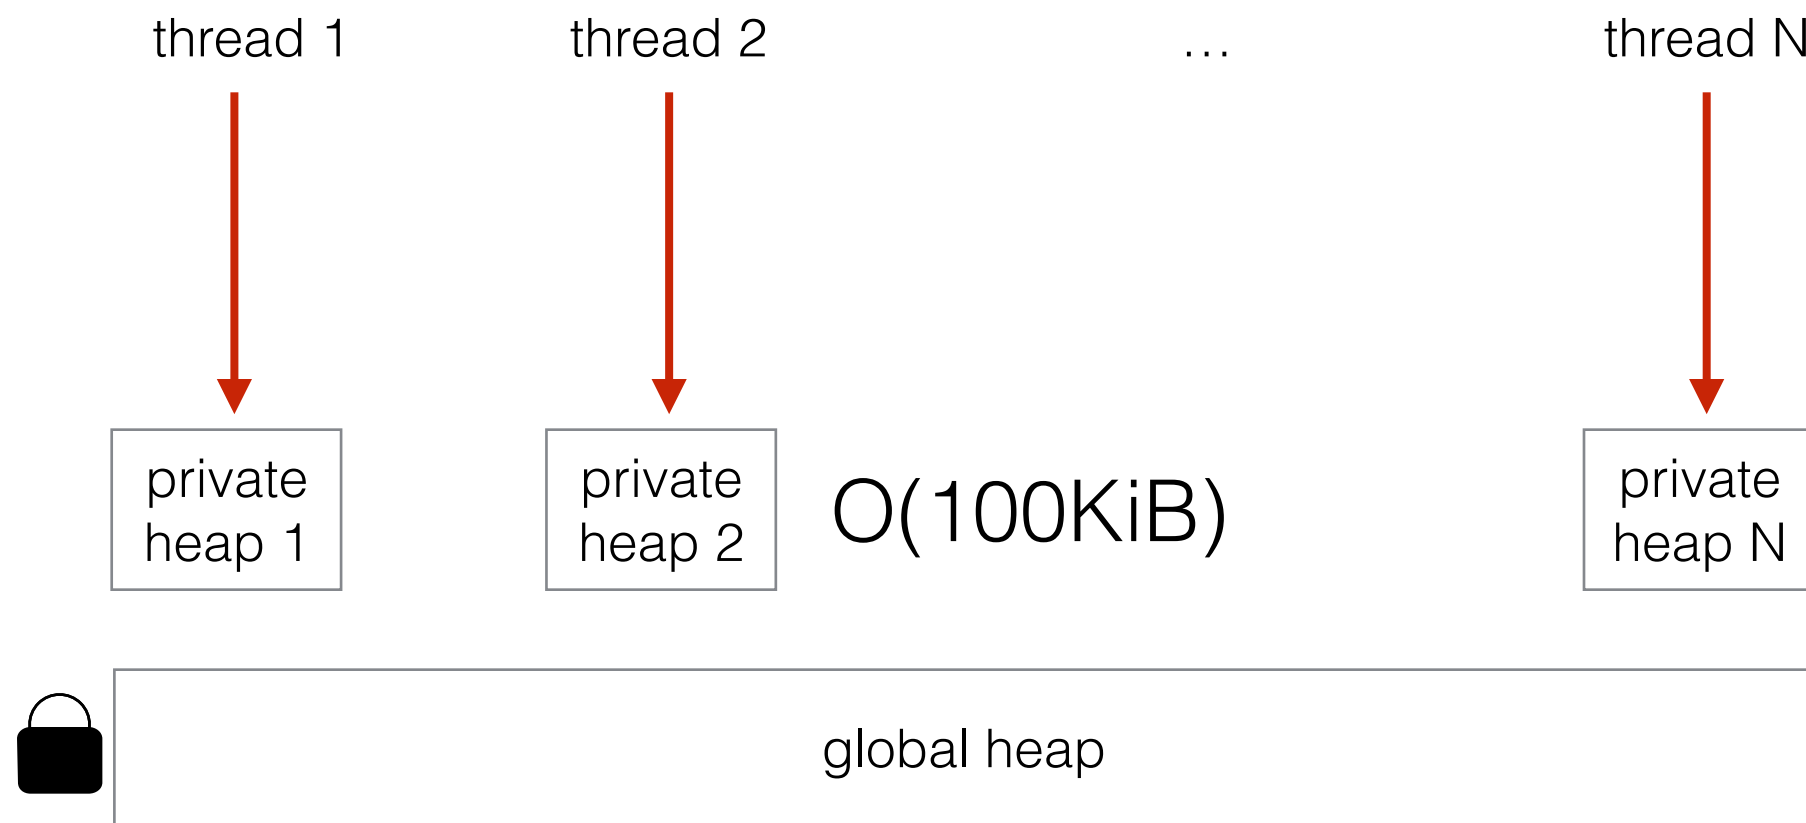 thread 1
thread 2
…
thread N
private
heap 1
private
heap 2
O(100KiB)
private
heap N
global heap